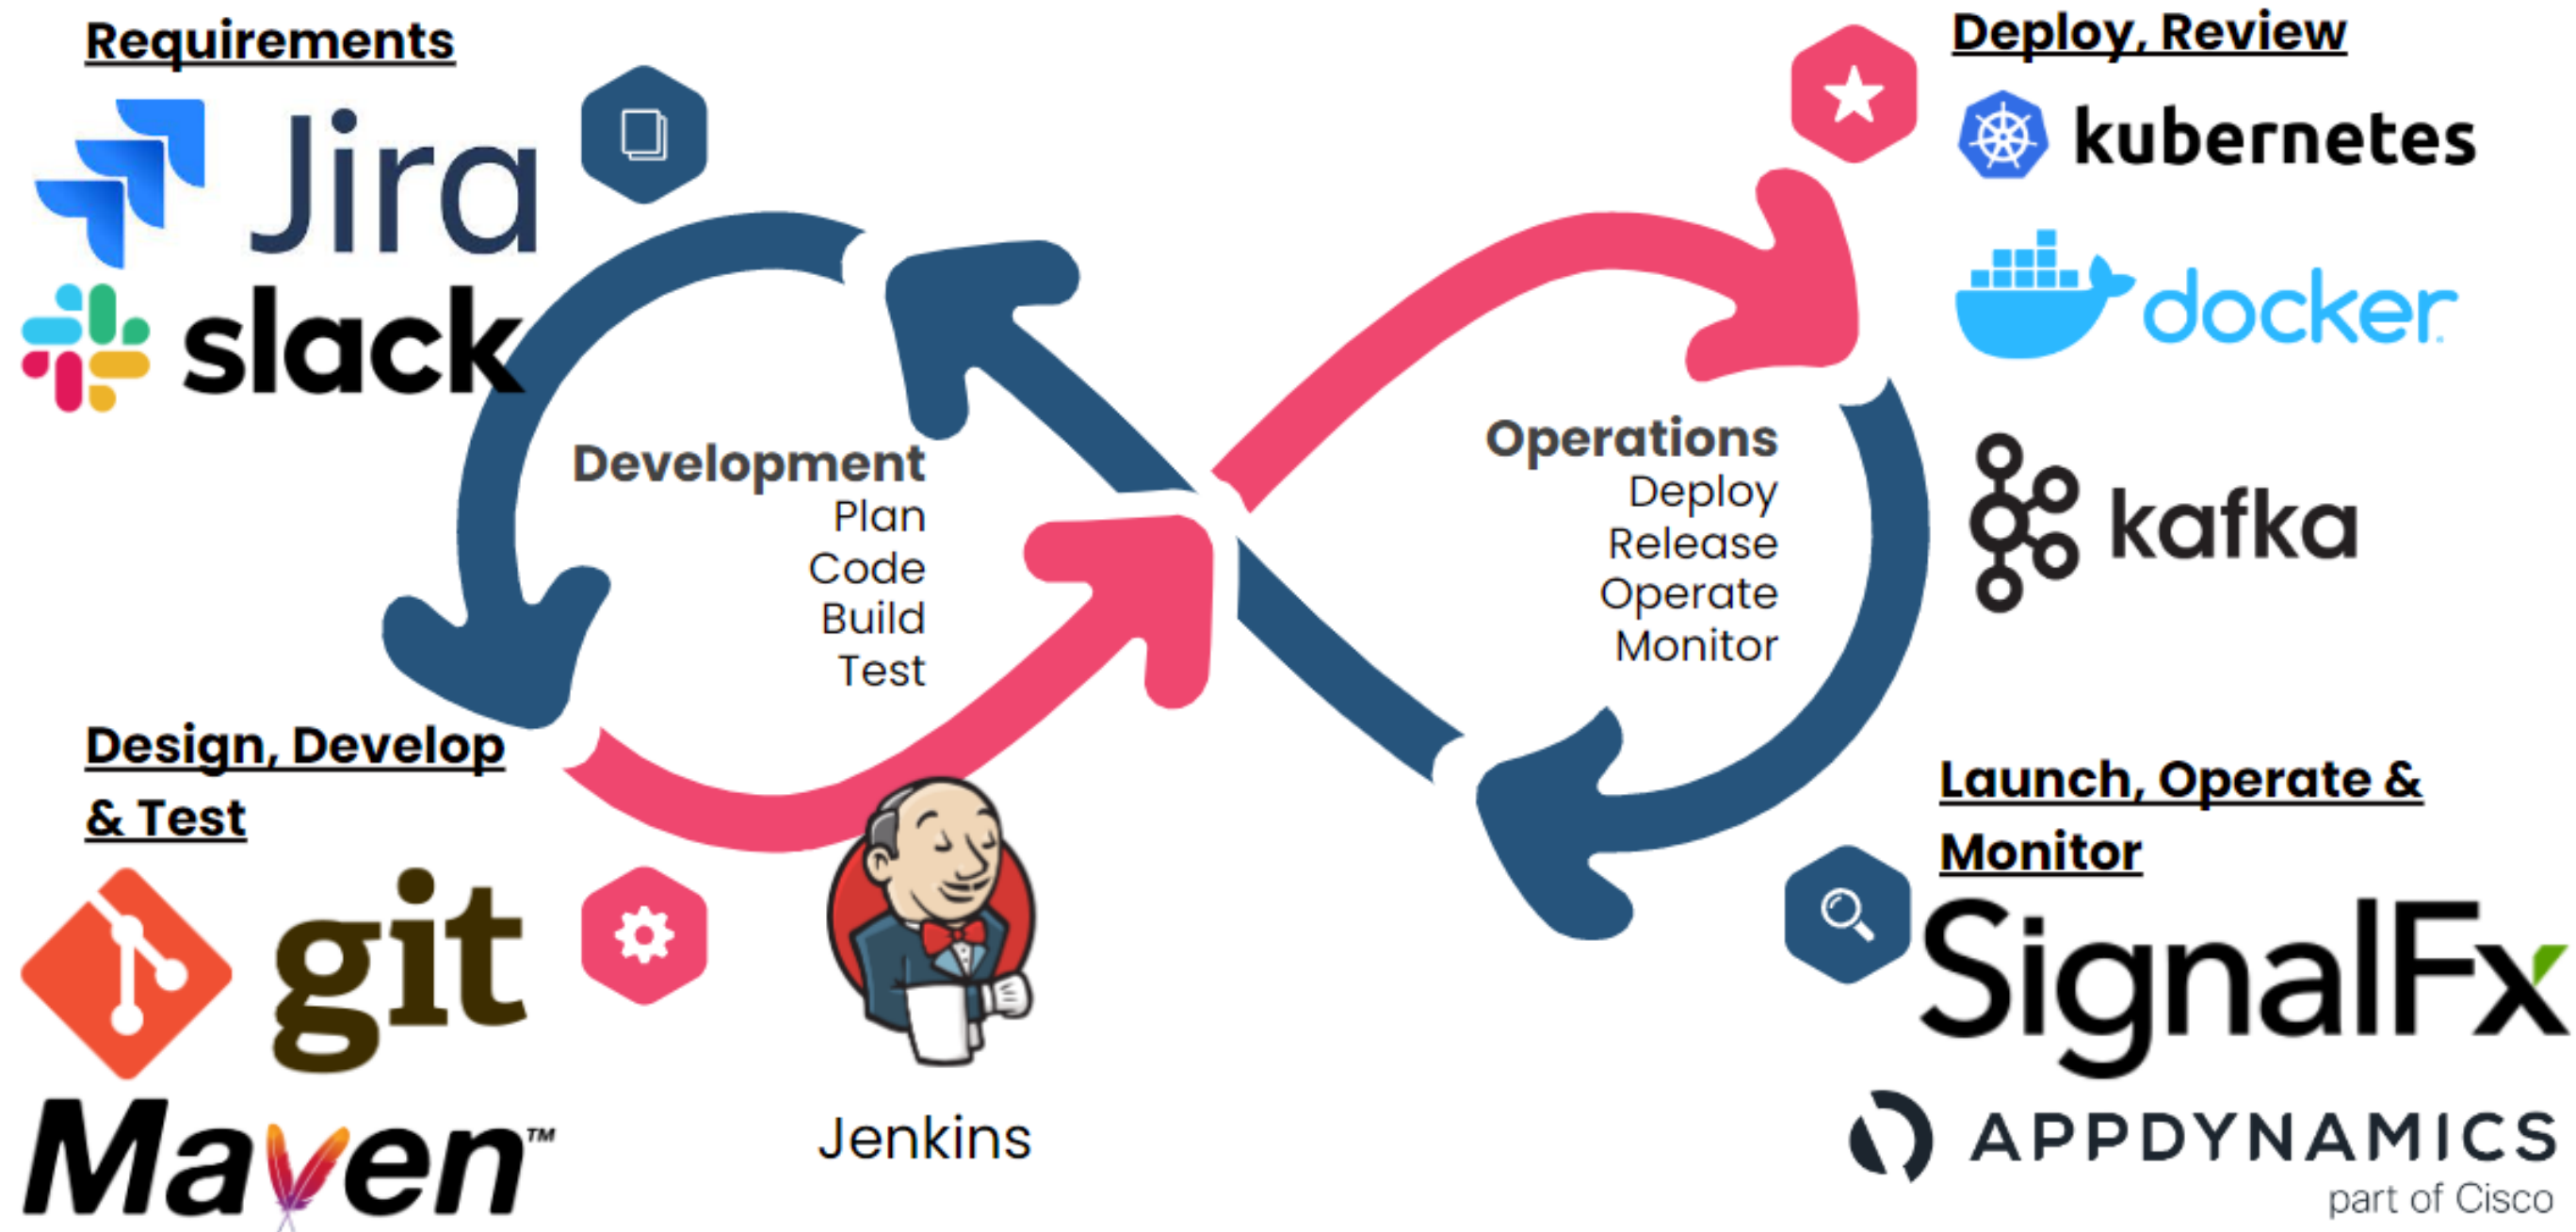 Requirements
Jira
slack
Development
Plan
Code
Build
Test
Design, Develop
& Test
git
Maven™
Jenkins
Deploy, Review
kubernetes
docker
kafka
Operations
Deploy
Release
Operate
Monitor
Launch, Operate &
Monitor
SignalFx
APPDYNAMICS
part of Cisco